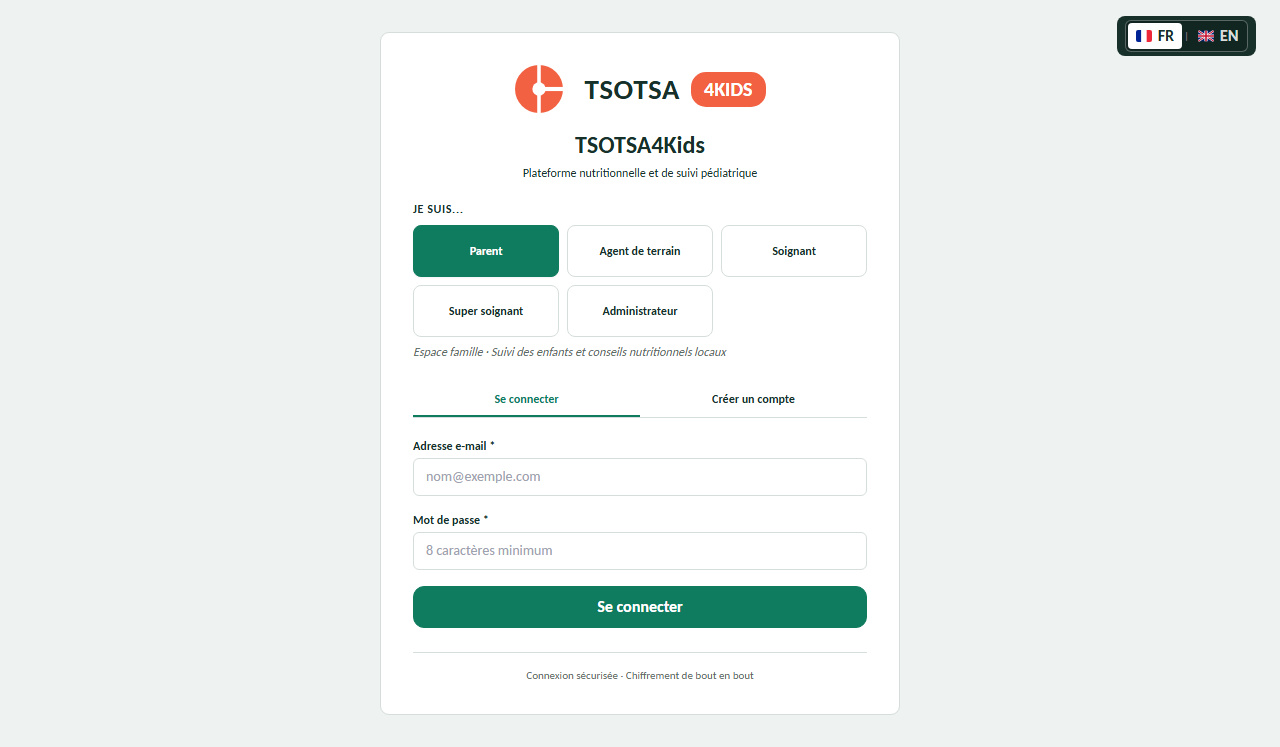 FR | EN
TSOTSA 4KIDS
TSOTSA4Kids
Plateforme nutritionnelle et de suivi pédiatrique
JE SUIS...
Parent
Agent de terrain
Soignant
Super soignant
Administrateur
Espace famille · Suivi des enfants et conseils nutritionnels locaux
Se connecter
Créer un compte
Adresse e-mail *
nom@exemple.com
Mot de passe *
8 caractères minimum
Se connecter
Connexion sécurisée · Chiffrement de bout en bout